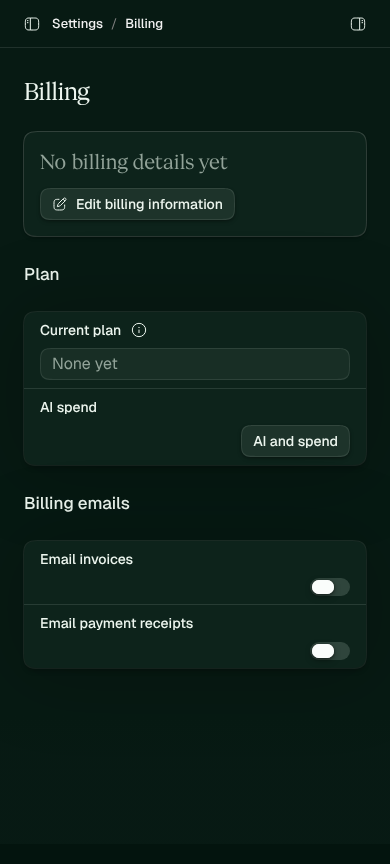 Settings / Billing
Billing
No billing details yet
Edit billing information
Plan
Current plan
None yet
AI spend
AI and spend
Billing emails
Email invoices
Email payment receipts